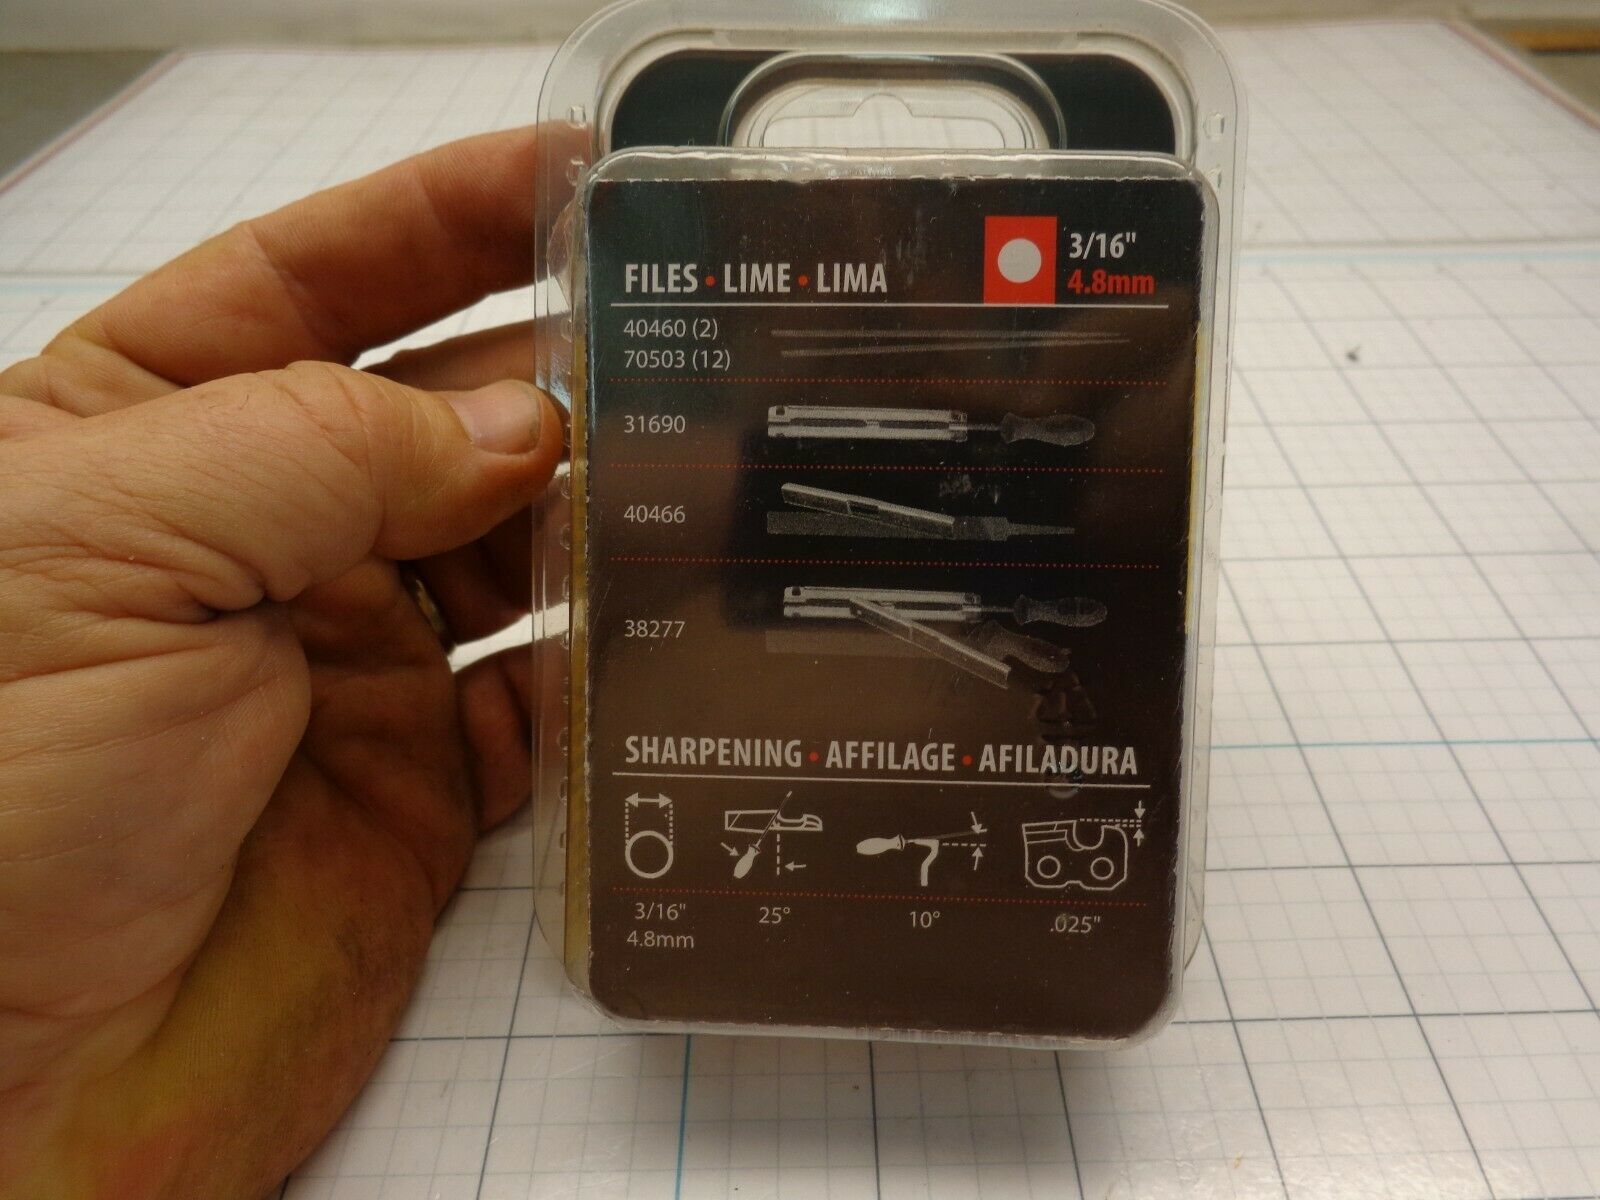 3/16"
4.8mm
FILES • LIME • LIMA
40460 (2)
70503 (12)
31690
40466
38277
SHARPENING • AFFILAGE • AFILADURA
3/16"
4.8mm
25°
10°
.025"